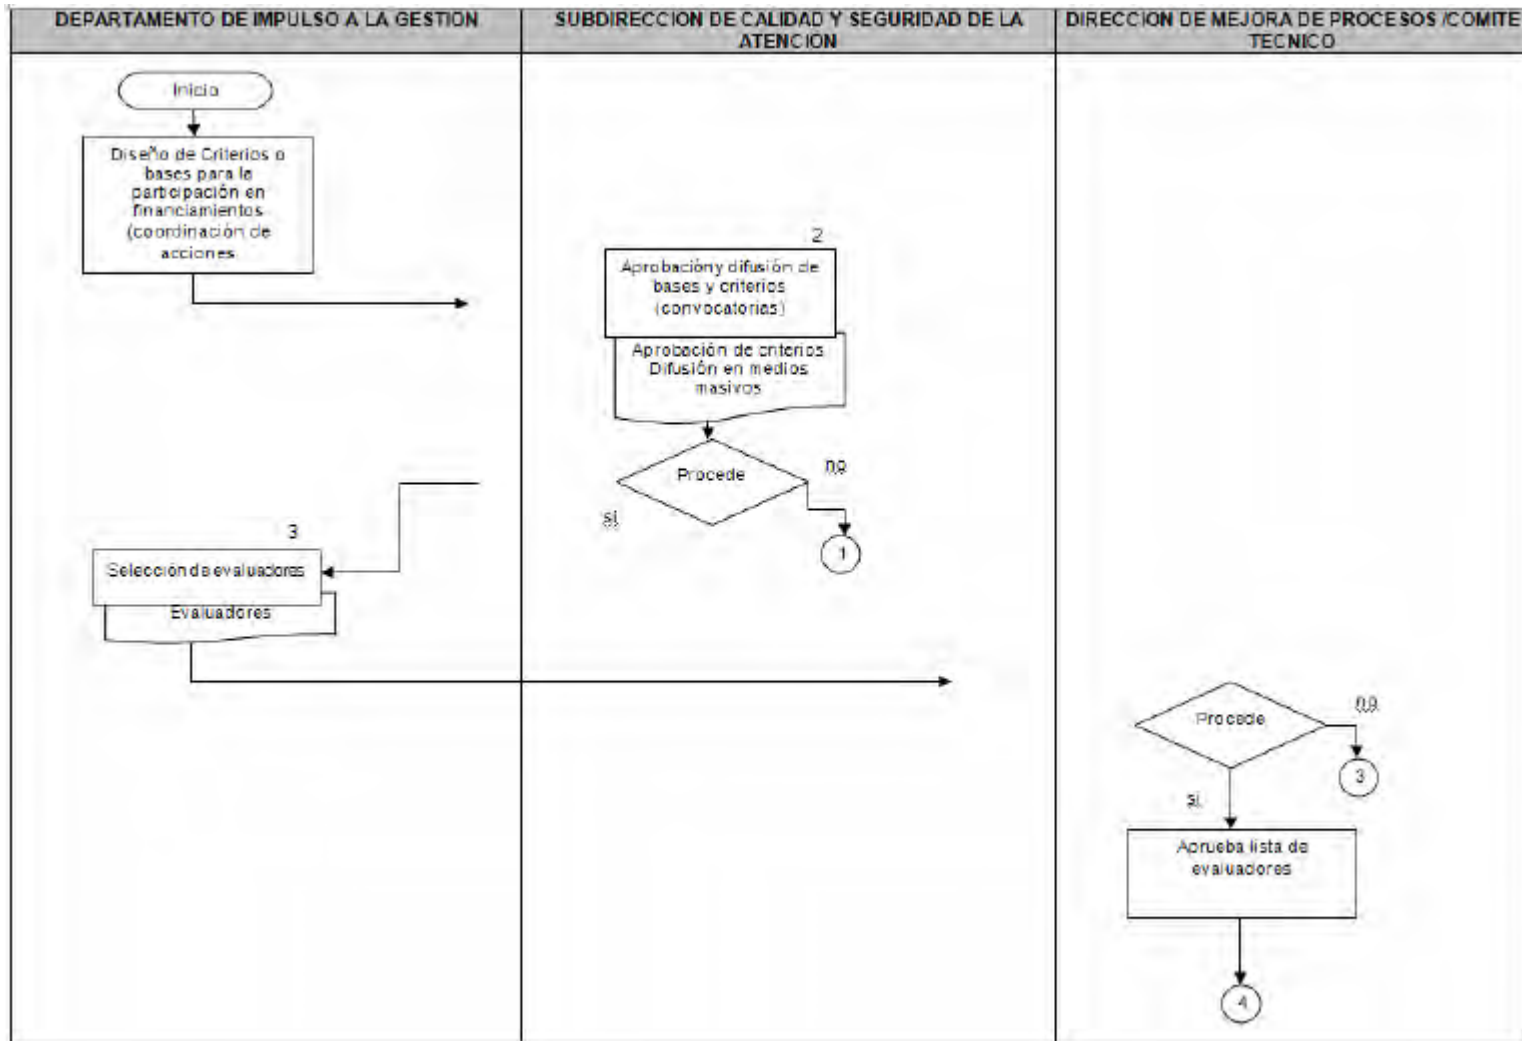 DEPARTAMENTO DE IMPULSO A LA GESTION
SUBDIRECCION DE CALIDAD Y SEGURIDAD DE LA
ATENCION
DIRECCION DE MEJORA DE PROCESOS /COMITE
TECNICO
Inicio
Diseño de Criterios o
bases para la
participación en
financiamientos
(coordinación de
acciones
2
Aprobación y difusión de
bases y criterios
(convocatorias)
Aprobación de criterios
Difusión en medios
masivos
Procede
no
si
1
3
Selección de evaluadores
Evaluadores
Procede
no
3
si
Aprueba lista de
evaluadores
4